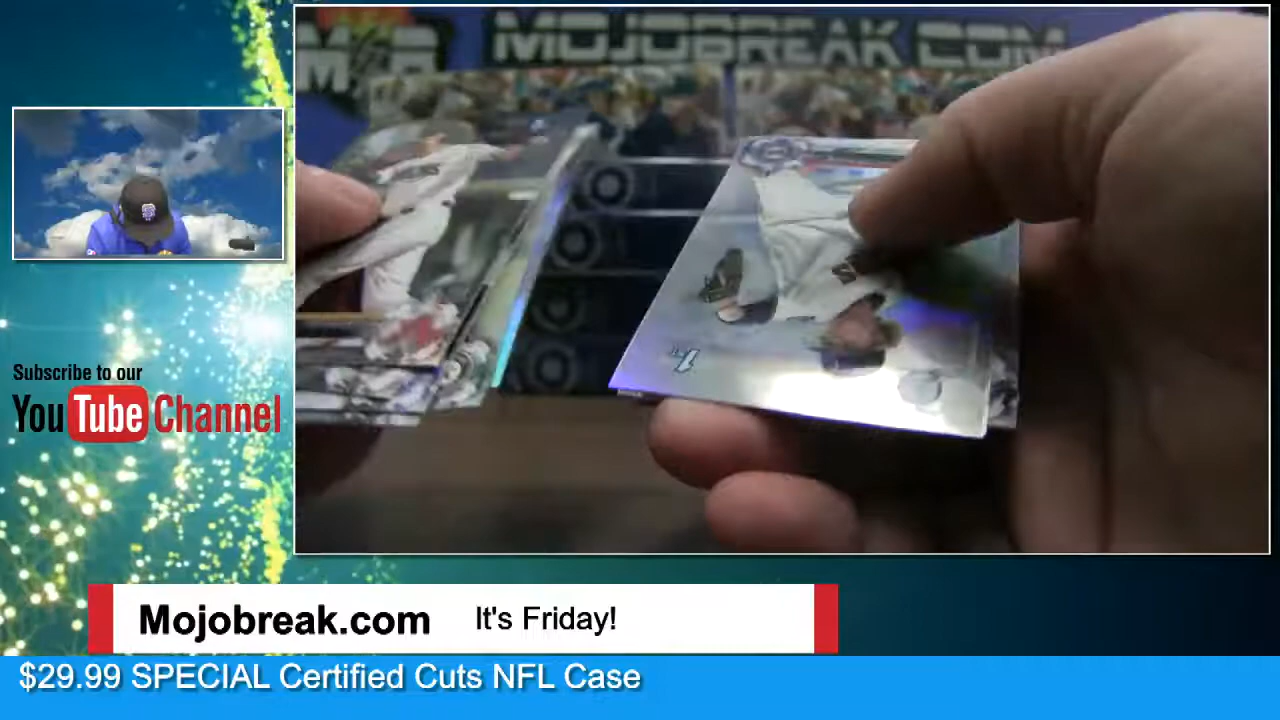 MOJOBREAK.COM
Subscribe to our
YouTube Channel
Mojobreak.com
It's Friday!
$29.99 SPECIAL Certified Cuts NFL Case